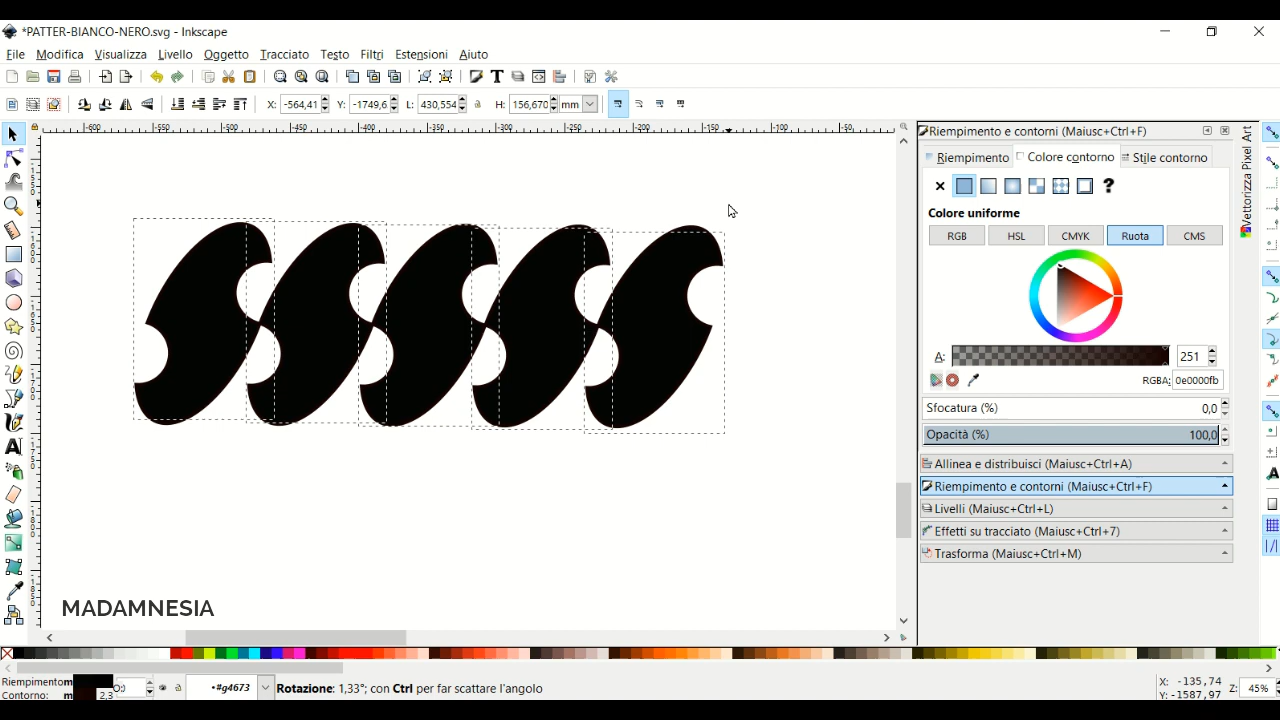 *PATTER-BIANCO-NERO.svg - Inkscape
File Modifica Visualizza Livello Oggetto Tracciato Testo Filtri Estensioni Aiuto
X: -564,41 Y: -1749,6 L: 430,554 H: 156,670 mm
Riempimento e contorni (Maiusc+Ctrl+F)
Riempimento Colore contorno Stile contorno
Vettorizza Pixel Art
Colore uniforme
RGB HSL CMYK Ruota CMS
A: 251
RGBA: 0e0000fb
Sfocatura (%) 0,0
Opacità (%) 100,0
Allinea e distribuisci (Maiusc+Ctrl+A)
Riempimento e contorni (Maiusc+Ctrl+F)
Livelli (Maiusc+Ctrl+L)
Effetti su tracciato (Maiusc+Ctrl+7)
Trasforma (Maiusc+Ctrl+M)
MADAMNESIA
Riempimento m
Contorno: m 2,3
•#g4673
Rotazione: 1,33°; con Ctrl per far scattare l'angolo
X: -135,74
Y: -1587,97
Z: 45%